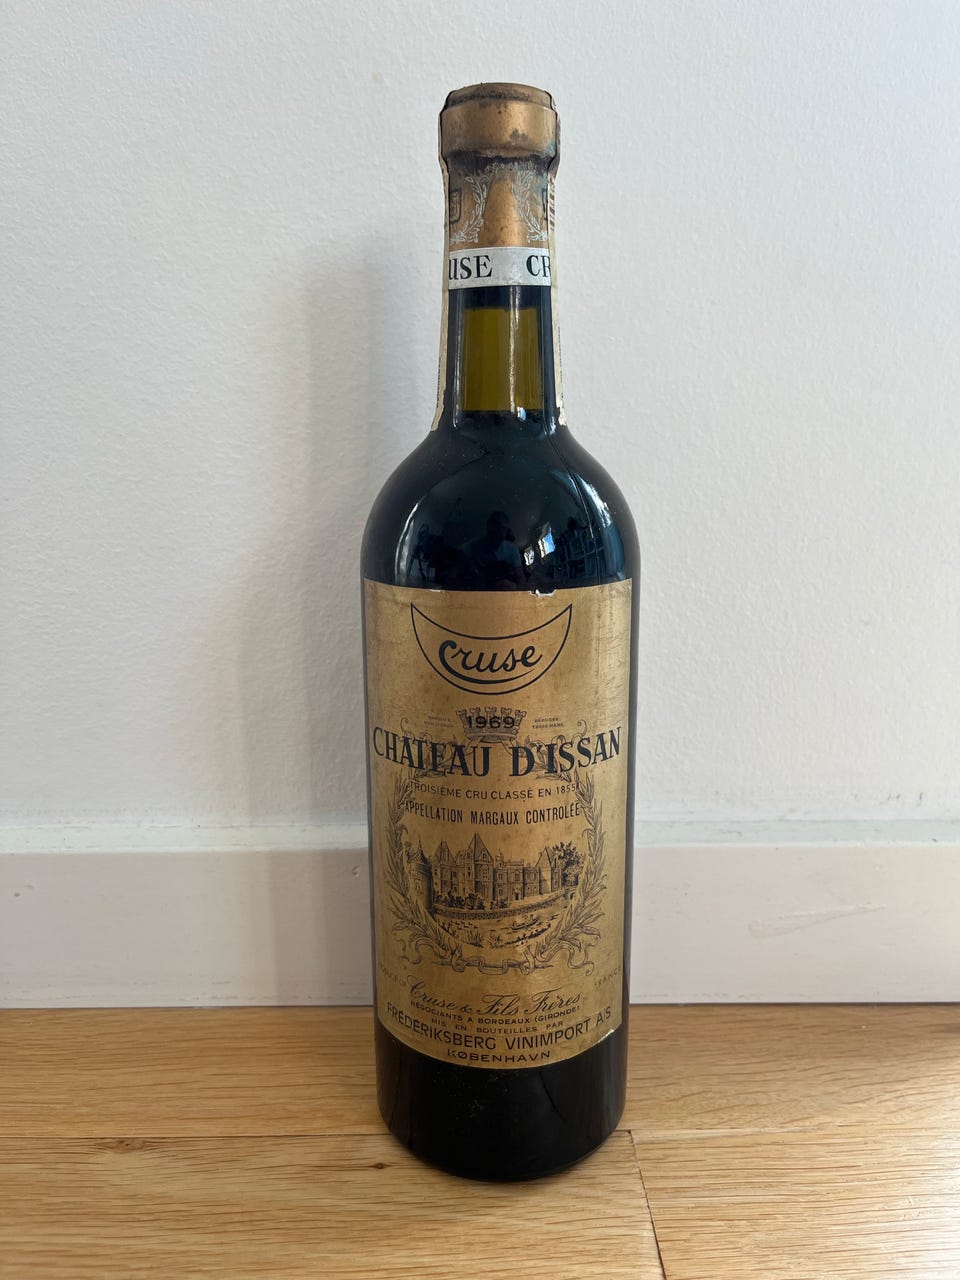 USE CR
Cruse
1969
CHATEAU D'ISSAN
TROISIÈME CRU CLASSÉ EN 1855
APPELLATION MARGAUX CONTROLÉE
FRANCE
Cruse & Fils Frères
NÉGOCIANTS A BORDEAUX (GIRONDE)
MIS EN BOUTEILLES PAR
FREDERIKSBERG VINIMPORT A/S
KØBENHAVN